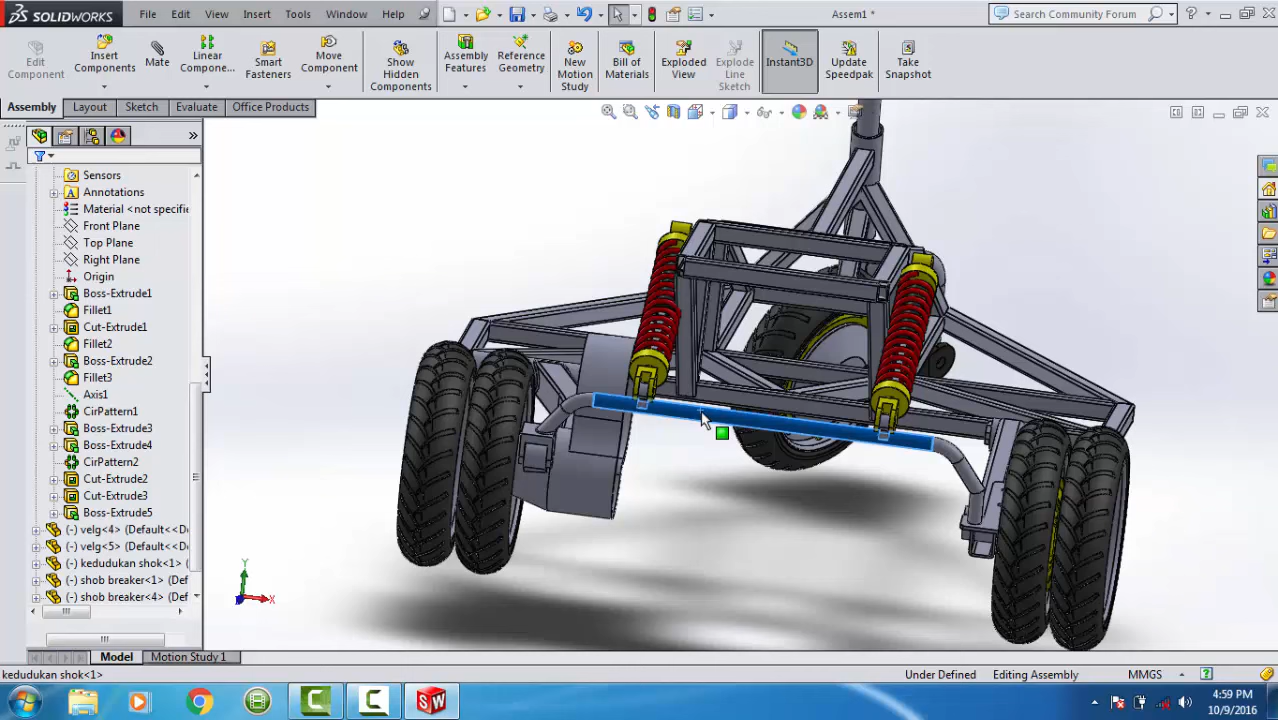 SOLIDWORKS File Edit View Insert Tools Window Help Assem1 * Search Community Forum
Edit Component
Insert Components
Mate
Linear Compone...
Smart Fasteners
Move Component
Show Hidden Components
Assembly Features
Reference Geometry
New Motion Study
Bill of Materials
Exploded View
Explode Line Sketch
Instant3D
Update Speedpak
Take Snapshot
Assembly Layout Sketch Evaluate Office Products
Sensors
Annotations
Material <not specifie
Front Plane
Top Plane
Right Plane
Origin
Boss-Extrude1
Fillet1
Cut-Extrude1
Fillet2
Boss-Extrude2
Fillet3
Axis1
CirPattern1
Boss-Extrude3
Boss-Extrude4
CirPattern2
Cut-Extrude2
Cut-Extrude3
Boss-Extrude5
(-) velg<4> (Default<<D
(-) velg<5> (Default<<D
(-) kedudukan shok<1>
(-) shob breaker<1> (Def
(-) shob breaker<4> (Def
Y
X
Model Motion Study 1
kedudukan shok<1> Under Defined Editing Assembly MMGS
4:59 PM
10/9/2016